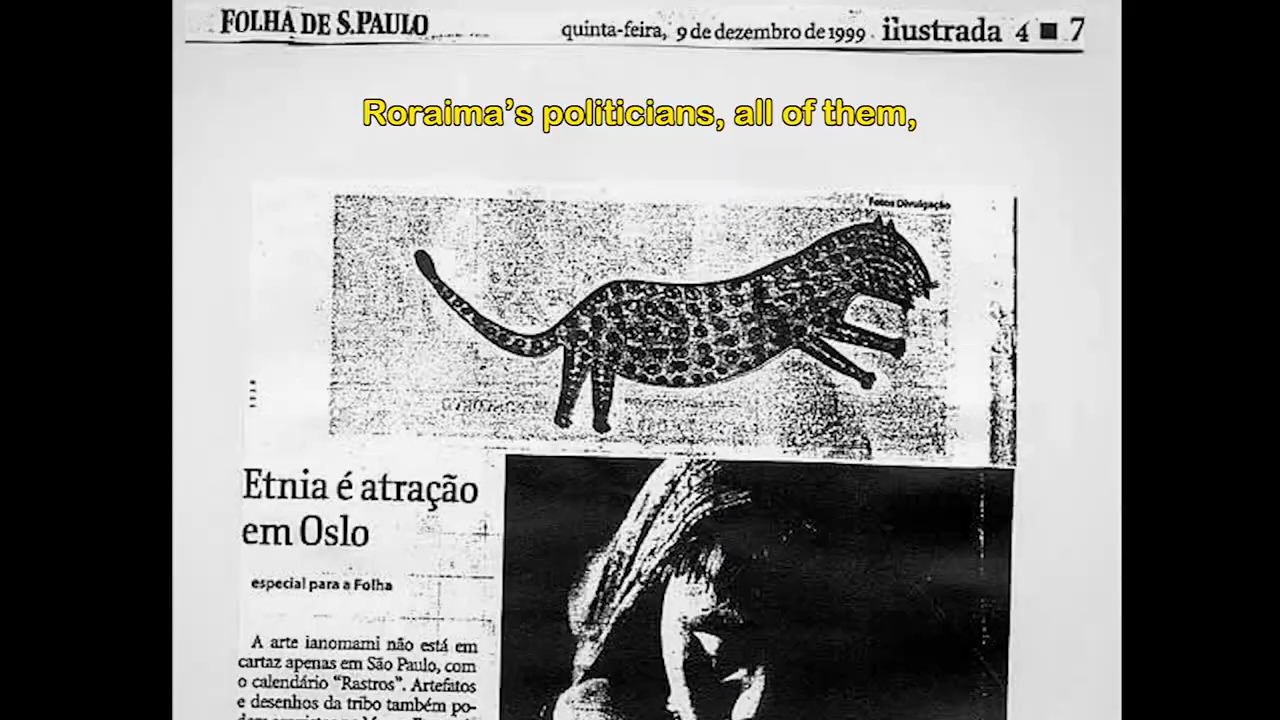 FOLHA DE S.PAULO quinta-feira, 9 de dezembro de 1999 ilustrada 4 ■ 7
Roraima's politicians, all of them,
Fotos Divulgação
Etnia é atração
em Oslo
especial para a Folha
A arte ianomami não está em
cartaz apenas em São Paulo, com
o calendário "Rastros". Artefatos
e desenhos da tribo também po-